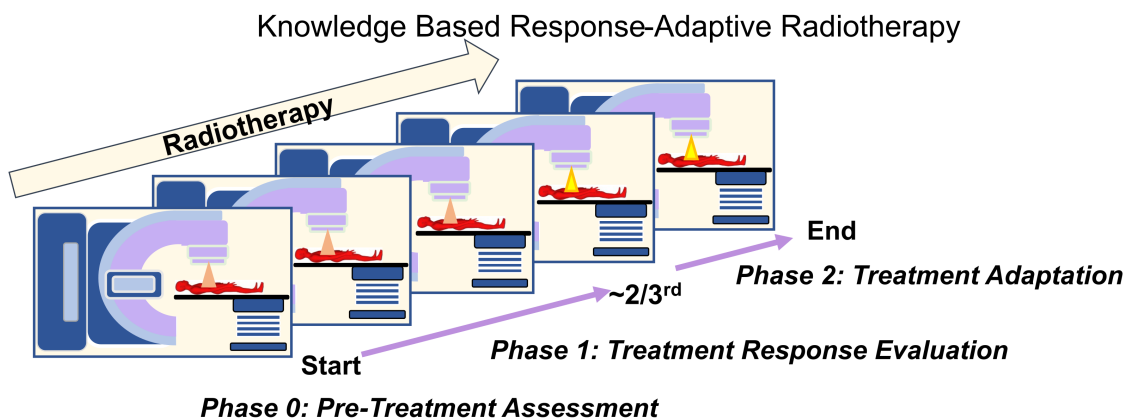 Knowledge Based Response-Adaptive Radiotherapy
Radiotherapy
End
Phase 2: Treatment Adaptation
~2/3rd
Phase 1: Treatment Response Evaluation
Start
Phase 0: Pre-Treatment Assessment